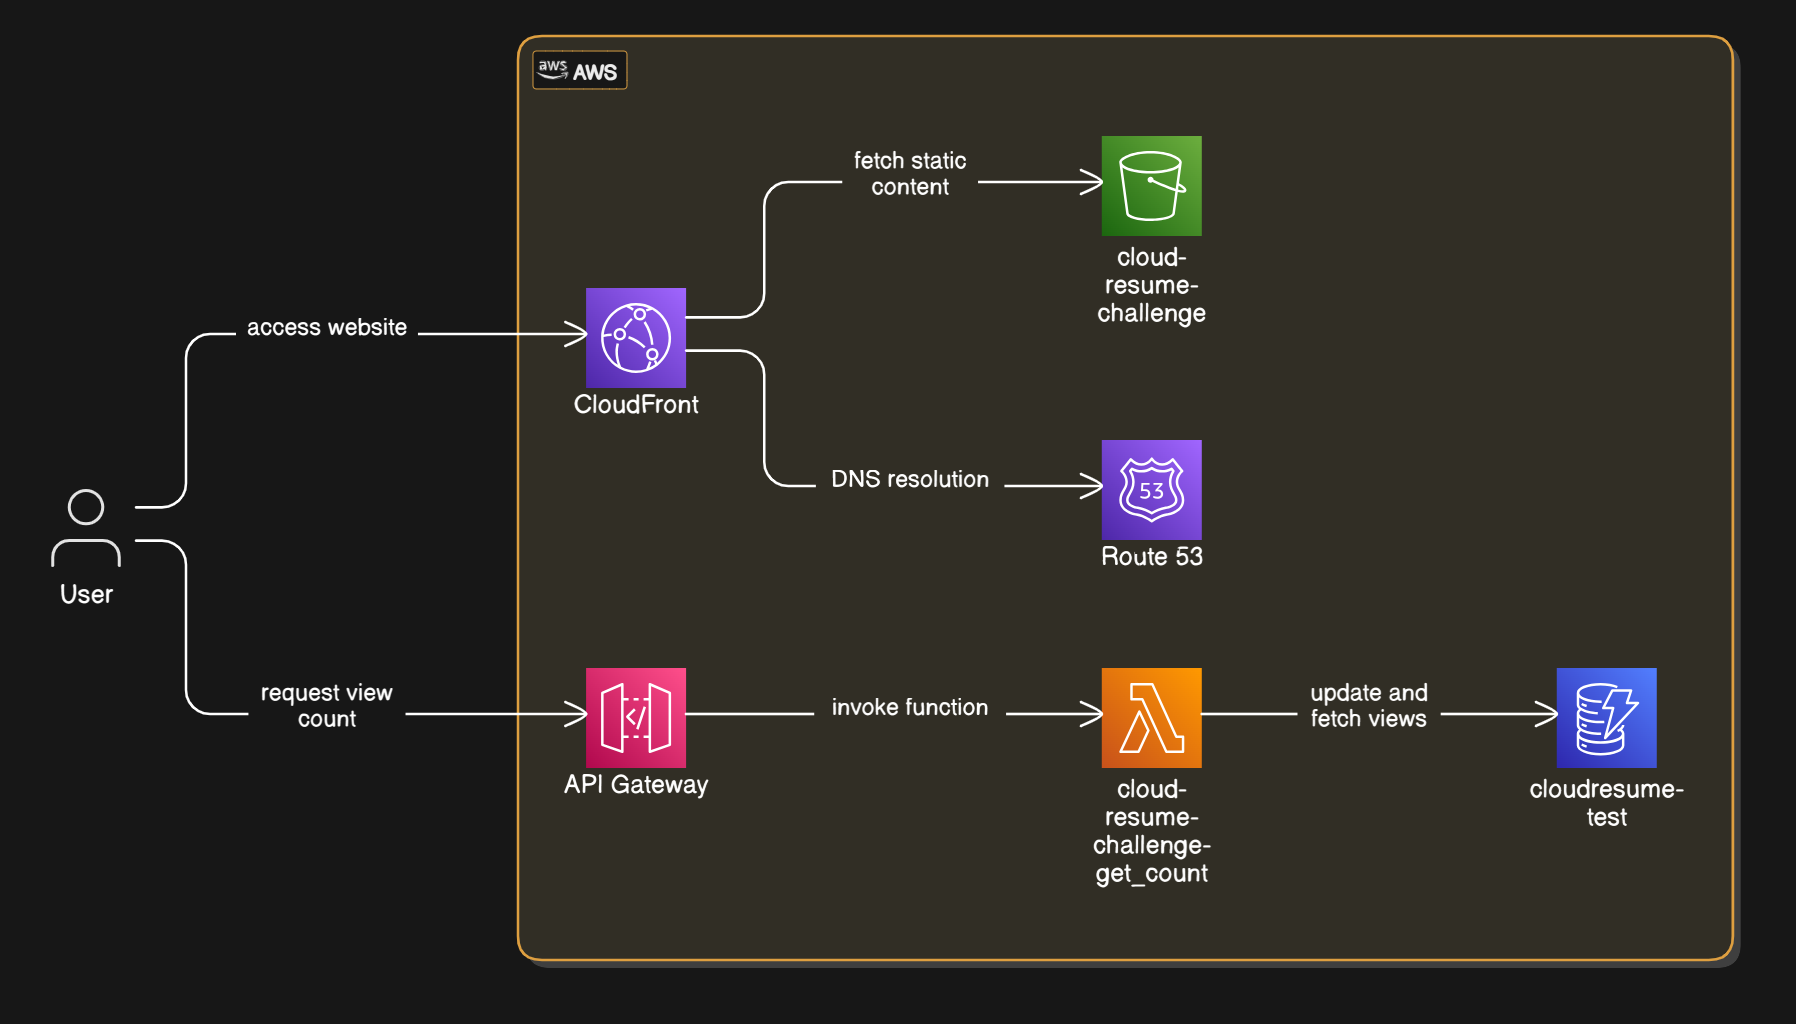 aws AWS
fetch static
content
cloud-
resume-
challenge
access website
CloudFront
DNS resolution
53
Route 53
User
request view
count
</>
API Gateway
invoke function
cloud-
resume-
challenge-
get_count
update and
fetch views
cloudresume-
test